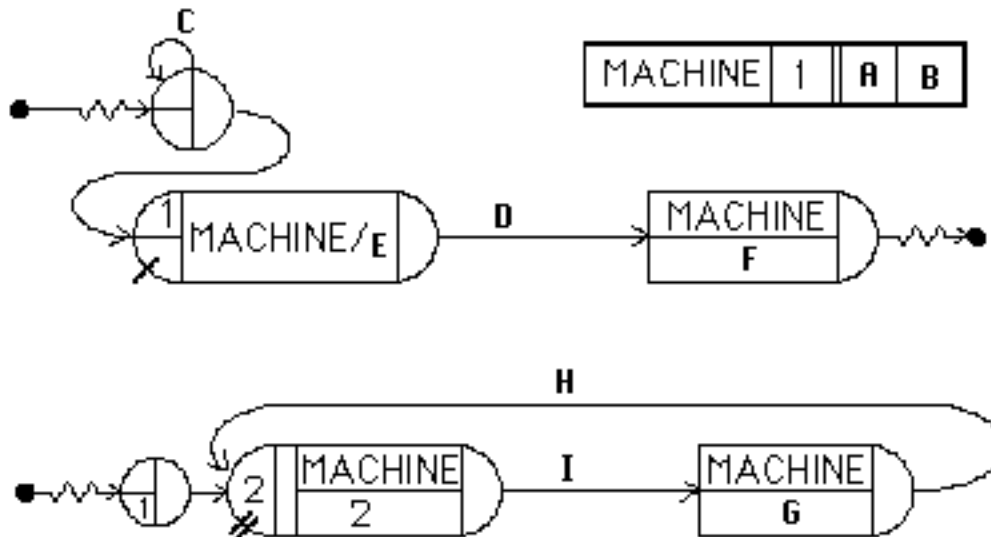 C
MACHINE 1 A B
1 MACHINE/E D MACHINE
F
H
1 2 MACHINE I MACHINE
2 G